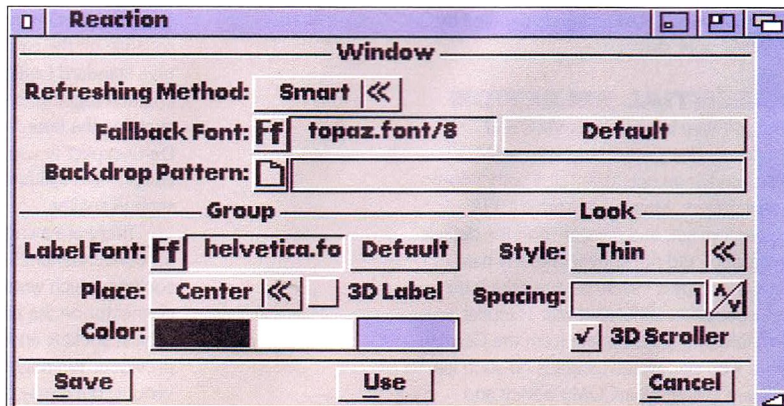 Reaction
Window
Refreshing Method: Smart
Fallback Font: Ff topaz.font/8 Default
Backdrop Pattern:
Group
Label Font: Ff helvetica.fo Default
Place: Center 3D Label
Color:
Look
Style: Thin
Spacing: 1 A/V
√ 3D Scroller
Save Use Cancel